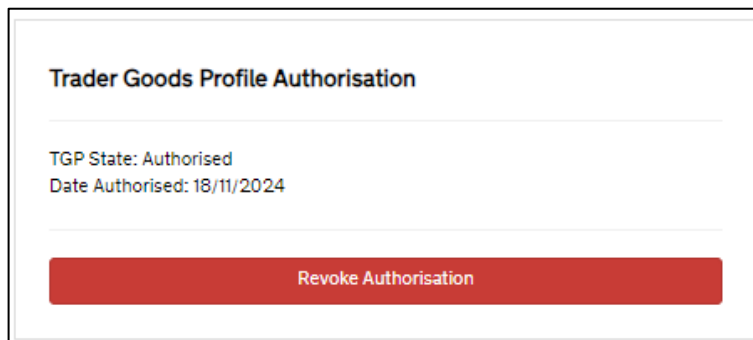 Trader Goods Profile Authorisation
TGP State: Authorised
Date Authorised: 18/11/2024
Revoke Authorisation